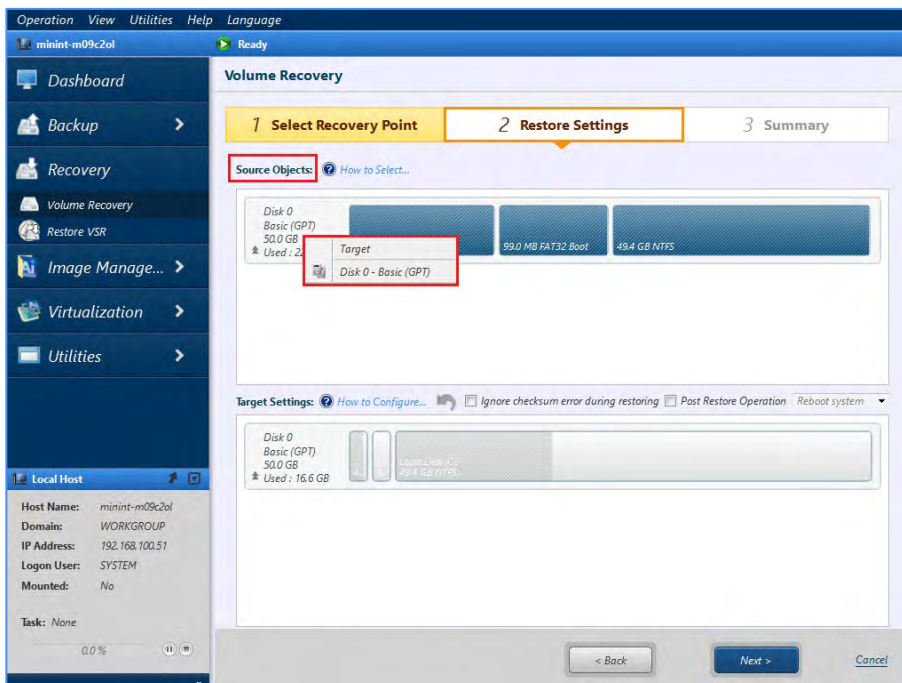 Operation View Utilities Help Language
minint-m09c2ol
Ready
Dashboard
Backup
Recovery
Volume Recovery
Restore VSR
Image Manage...
Virtualization
Utilities
Local Host
Host Name: minint-m09c2ol
Domain: WORKGROUP
IP Address: 192.168.100.51
Logon User: SYSTEM
Mounted: No
Task: None
0.0 %
Volume Recovery
1 Select Recovery Point
2 Restore Settings
3 Summary
Source Objects: How to Select...
Disk 0
Basic (GPT)
50.0 GB
Used : 22
99.0 MB FAT32 Boot
49.4 GB NTFS
Target
Disk 0 - Basic (GPT)
Target Settings: How to Configure... Ignore checksum error during restoring Post Restore Operation Reboot system
Disk 0
Basic (GPT)
50.0 GB
Used : 16.6 GB
Local Disk (C:)
49.4 GB NTFS
< Back
Next >
Cancel